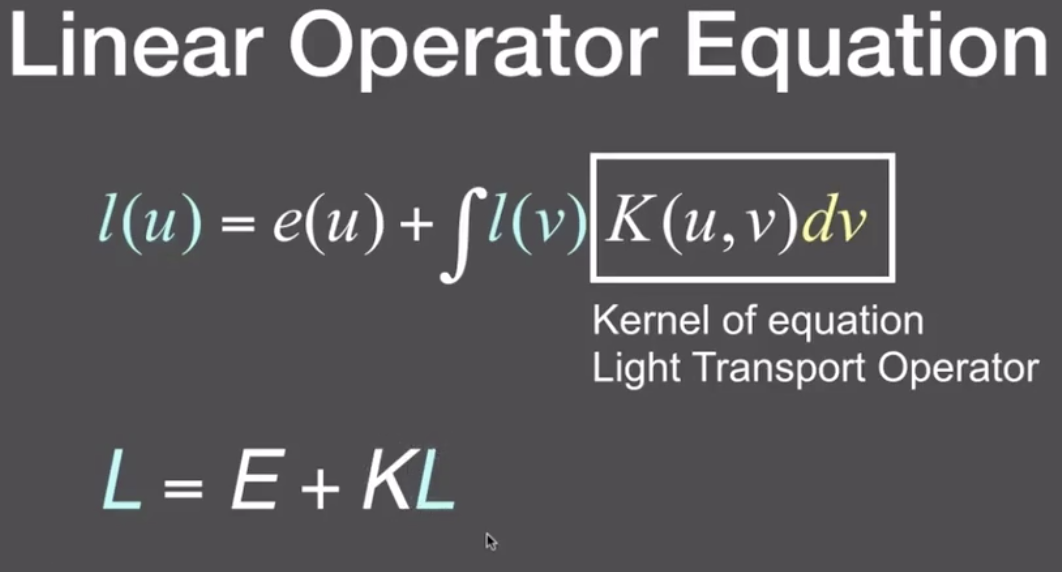 Linear Operator Equation
l(u) = e(u) + ∫l(v) K(u,v)dv
Kernel of equation
Light Transport Operator
L = E + KL